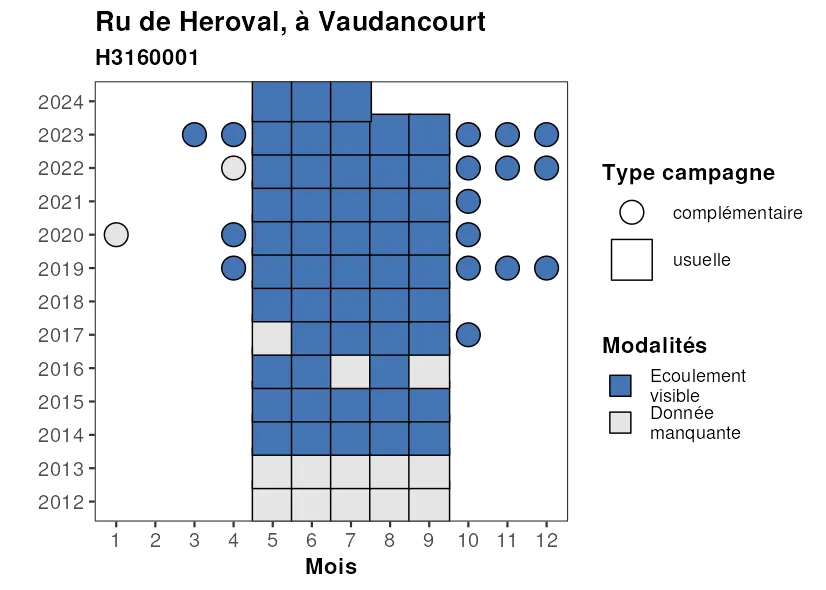 Ru de Heroval, à Vaudancourt
H3160001
2024
2023
2022
2021
2020
2019
2018
2017
2016
2015
2014
2013
2012
1 2 3 4 5 6 7 8 9 10 11 12
Mois
Type campagne
complémentaire
usuelle
Modalités
Ecoulement
visible
Donnée
manquante